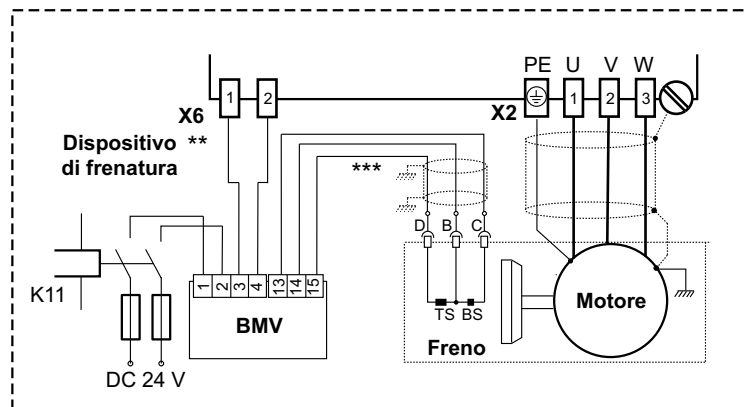 PE U V W
1 2 1 2 3
X6 X2
Dispositivo **
di frenatura
***
D B C
K11
1 2 3 4 13 14 15
BMV
TS BS
Motore
Freno
DC 24 V